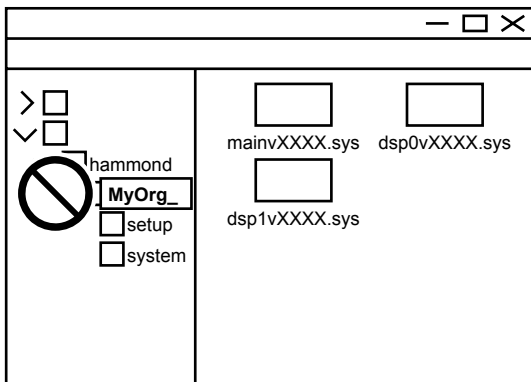 hammond
MyOrg_
setup
system
mainvXXXX.sys
dsp0vXXXX.sys
dsp1vXXXX.sys